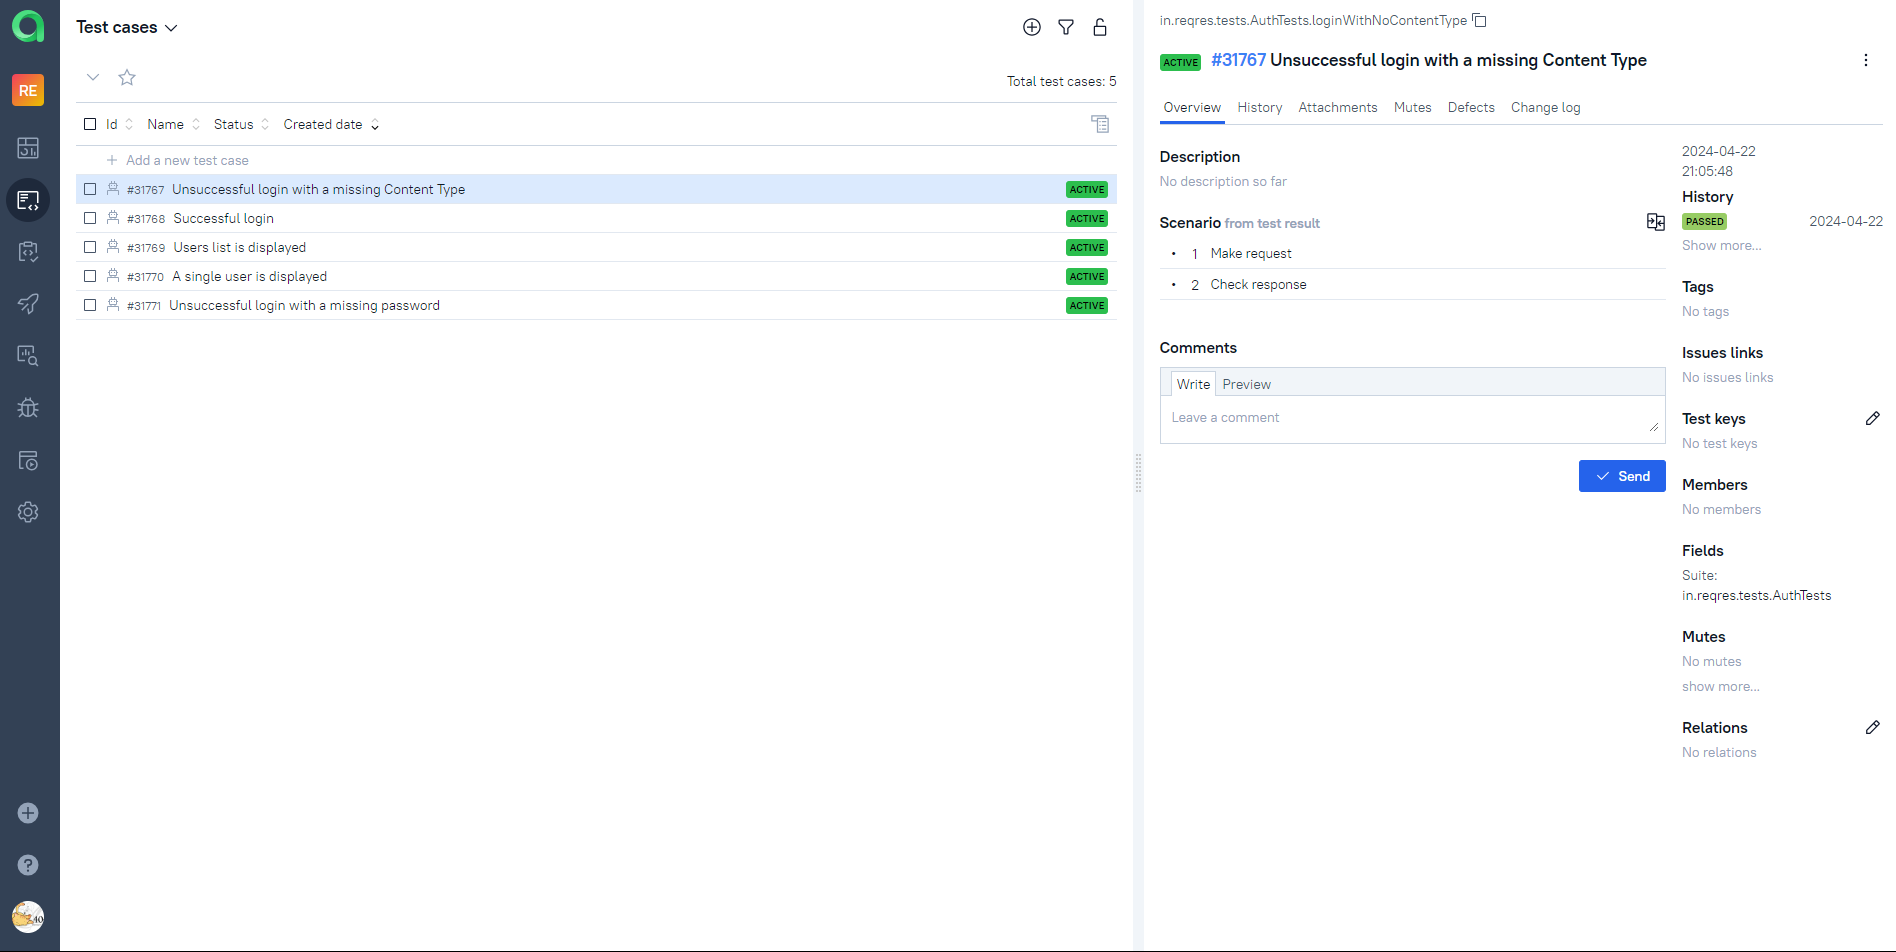 RE
Test cases
Total test cases: 5
Id Name Status Created date
Add a new test case
#31767 Unsuccessful login with a missing Content Type ACTIVE
#31768 Successful login ACTIVE
#31769 Users list is displayed ACTIVE
#31770 A single user is displayed ACTIVE
#31771 Unsuccessful login with a missing password ACTIVE
in.reqres.tests.AuthTests.loginWithNoContentType
ACTIVE #31767 Unsuccessful login with a missing Content Type
Overview History Attachments Mutes Defects Change log
Description
No description so far
Scenario from test result
• 1 Make request
• 2 Check response
Comments
Write Preview
Leave a comment
Send
2024-04-22
21:05:48
History
PASSED 2024-04-22
Show more...
Tags
No tags
Issues links
No issues links
Test keys
No test keys
Members
No members
Fields
Suite:
in.reqres.tests.AuthTests
Mutes
No mutes
show more...
Relations
No relations
?
40